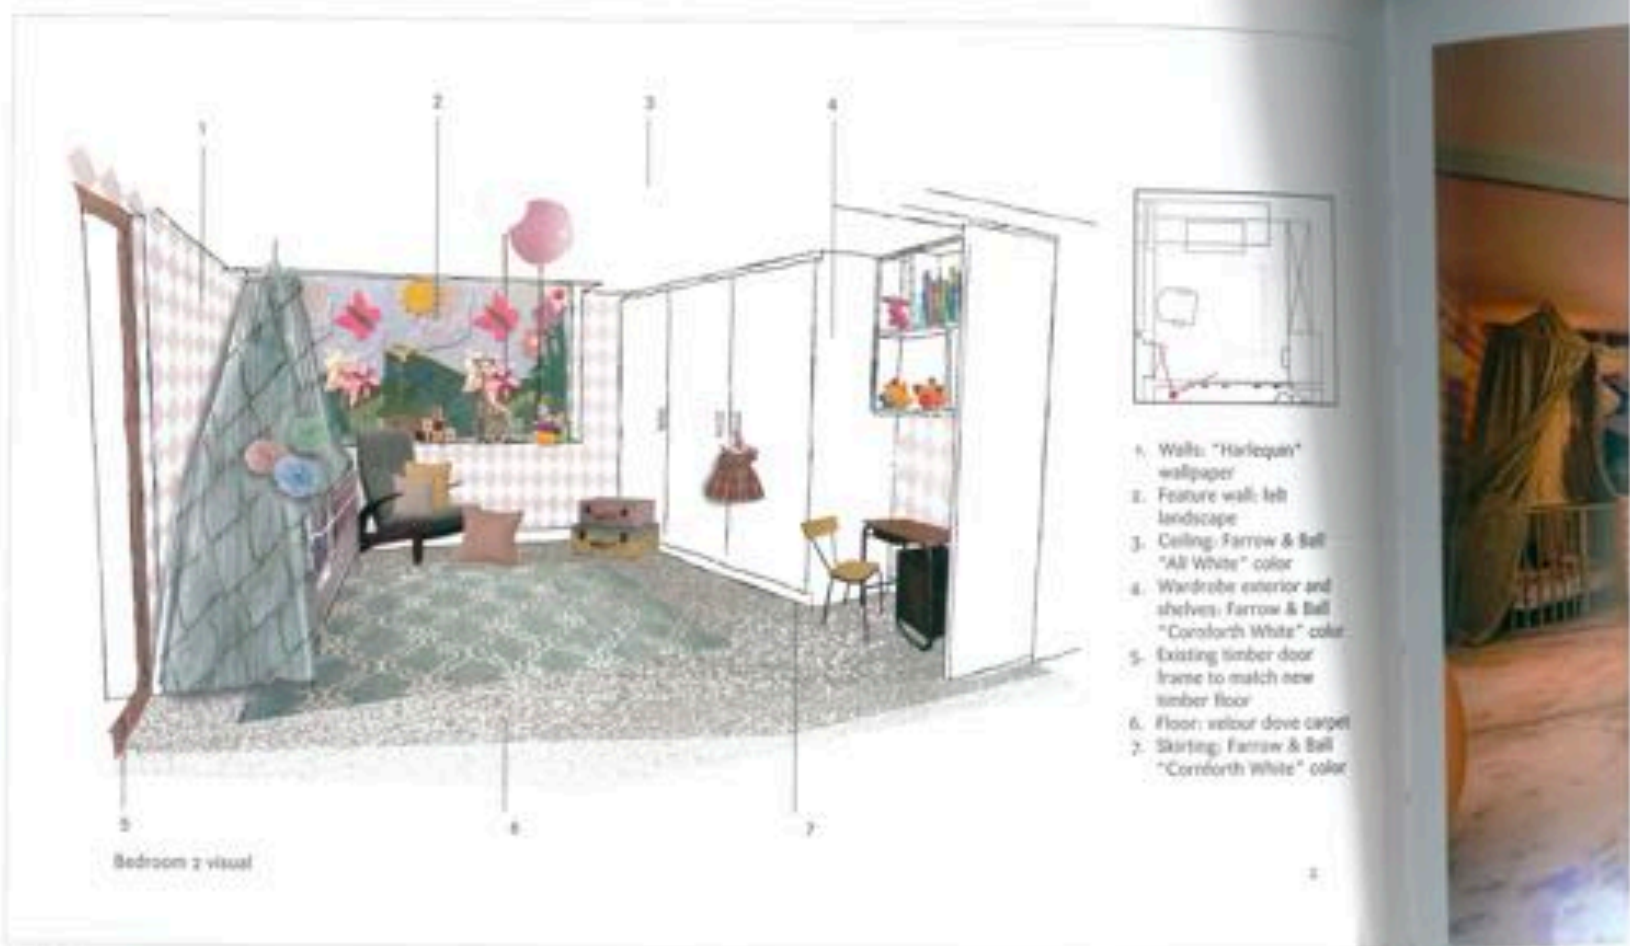 1
2
3
4
1. Walls: "Harlequin"
wallpaper
2. Feature wall: felt
landscape
3. Ceiling: Farrow & Ball
"All White" color
4. Wardrobe exterior and
shelves: Farrow & Ball
"Cornforth White" color
5. Existing timber door
frame to match new
timber floor
6. Floor: velour dove carpet
7. Skirting: Farrow & Ball
"Cornforth White" color
5
6
7
Bedroom 2 visual